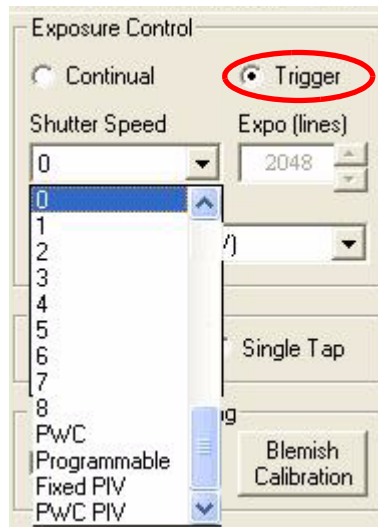 Exposure Control
Continual Trigger
Shutter Speed Expo (lines)
0 2048
0
1
2
/)
3
4
5
6 Single Tap
7
8
PWC
Programmable
Fixed PIV
PWC PIV
g
Blemish
Calibration